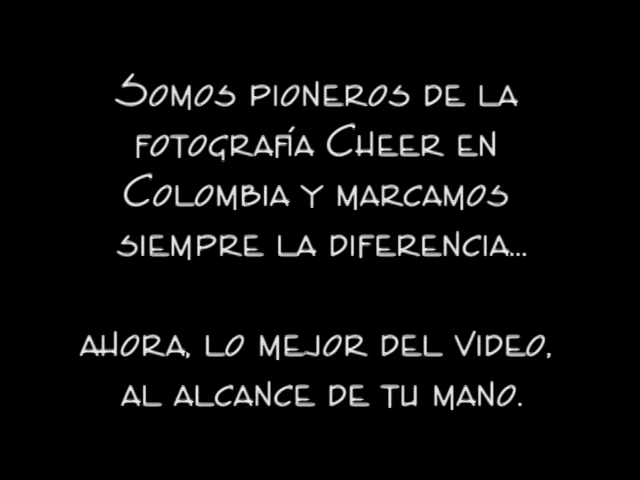 Somos pioneros de la
fotografía Cheer en
Colombia y marcamos
siempre la diferencia...
ahora, lo mejor del video,
al alcance de tu mano.